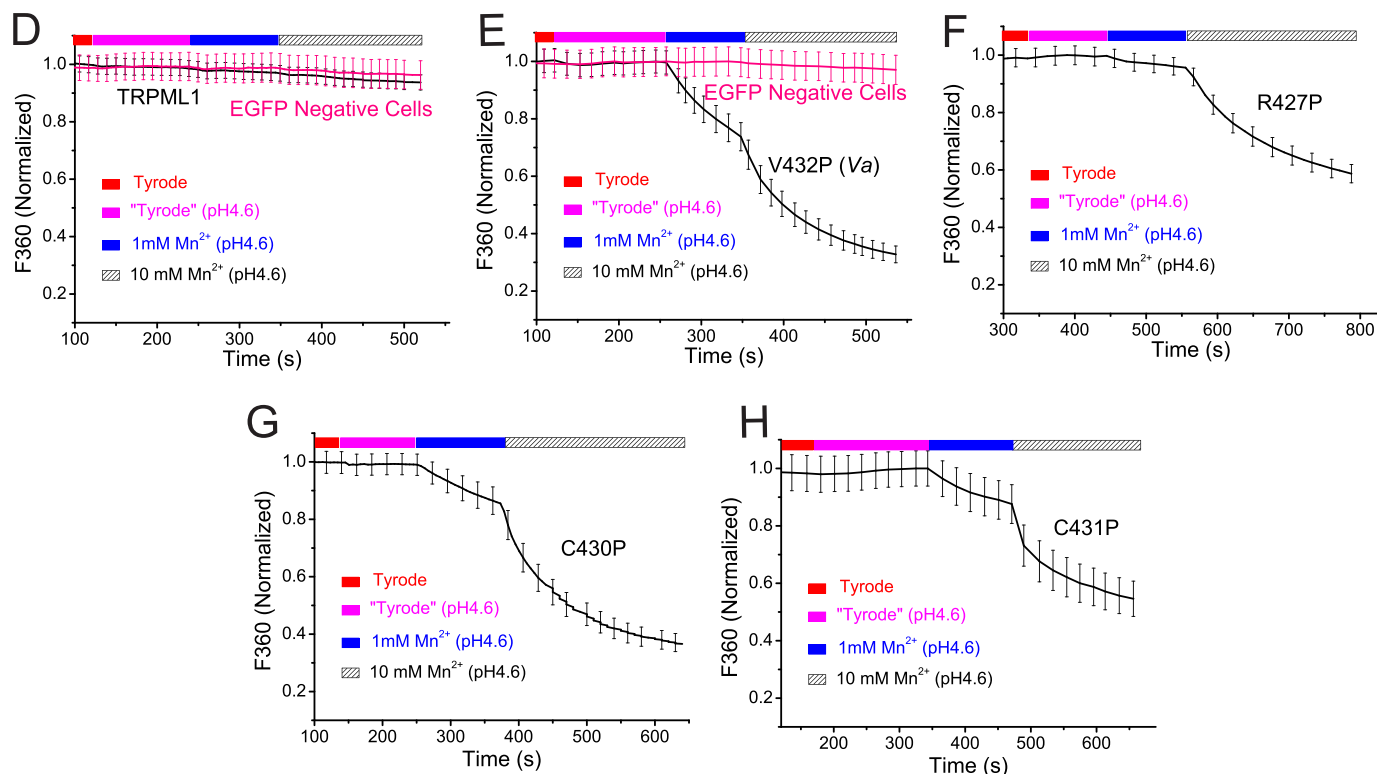 D
F360 (Normalized)
1.0
0.8
0.6
0.4
0.2
TRPML1
EGFP Negative Cells
Tyrode
"Tyrode" (pH4.6)
1mM Mn²⁺ (pH4.6)
10 mM Mn²⁺ (pH4.6)
100 200 300 400 500
Time (s)
E
F360 (Normalized)
1.0
0.8
0.6
0.4
0.2
EGFP Negative Cells
V432P (Va)
Tyrode
"Tyrode" (pH4.6)
1mM Mn²⁺ (pH4.6)
10 mM Mn²⁺ (pH4.6)
100 200 300 400 500
Time (s)
F
F360 (Normalized)
1.0
0.8
0.6
0.4
0.2
R427P
Tyrode
"Tyrode" (pH4.6)
1mM Mn²⁺ (pH4.6)
10 mM Mn²⁺ (pH4.6)
300 400 500 600 700 800
Time (s)
G
F360 (Normalized)
1.0
0.8
0.6
0.4
0.2
C430P
Tyrode
"Tyrode" (pH4.6)
1mM Mn²⁺ (pH4.6)
10 mM Mn²⁺ (pH4.6)
100 200 300 400 500 600
Time (s)
H
F360 (Normalized)
1.0
0.8
0.6
0.4
0.2
C431P
Tyrode
"Tyrode" (pH4.6)
1mM Mn²⁺ (pH4.6)
10 mM Mn²⁺ (pH4.6)
200 300 400 500 600
Time (s)